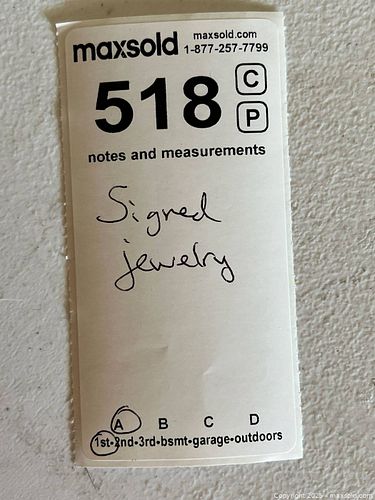 maxsold maxsold.com
1-877-257-7799
518 C
P
notes and measurements
Signed
jewelry
A B C D
1st•2nd•3rd•bsmt•garage•outdoors
Copyright 2025 • maxsold.com